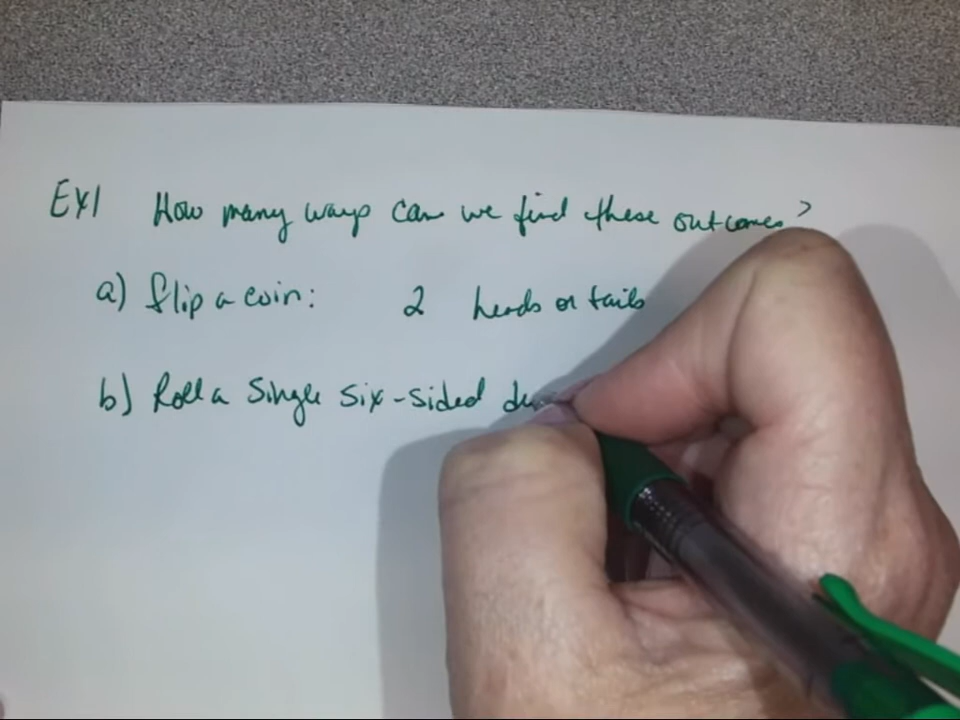 Ex1 How many ways can we find these outcomes?
a) flip a coin: 2 heads or tails
b) Roll a single six-sided